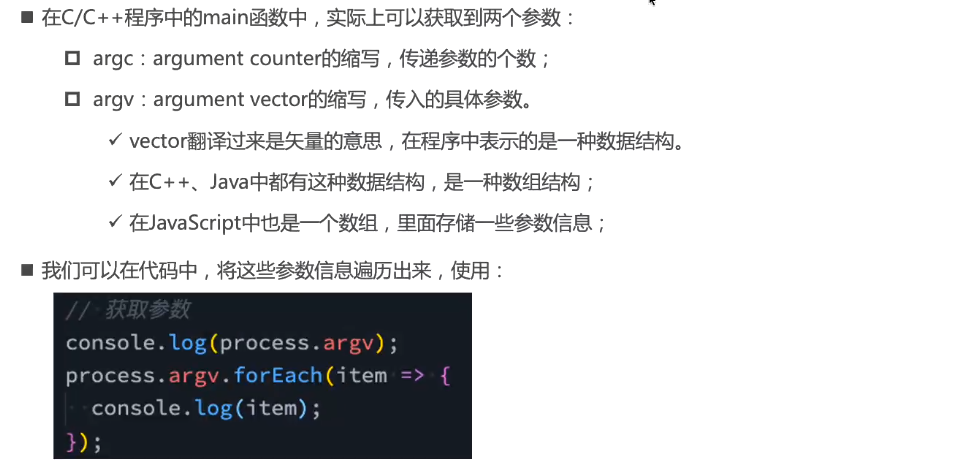 ■ 在C/C++程序中的main函数中，实际上可以获取到两个参数：
argc：argument counter的缩写，传递参数的个数；
argv：argument vector的缩写，传入的具体参数。
✓ vector翻译过来是矢量的意思，在程序中表示的是一种数据结构。
✓ 在C++、Java中都有这种数据结构，是一种数组结构；
✓ 在JavaScript中也是一个数组，里面存储一些参数信息；
■ 我们可以在代码中，将这些参数信息遍历出来，使用：
// 获取参数
console.log(process.argv);
process.argv.forEach(item => {
  console.log(item);
});